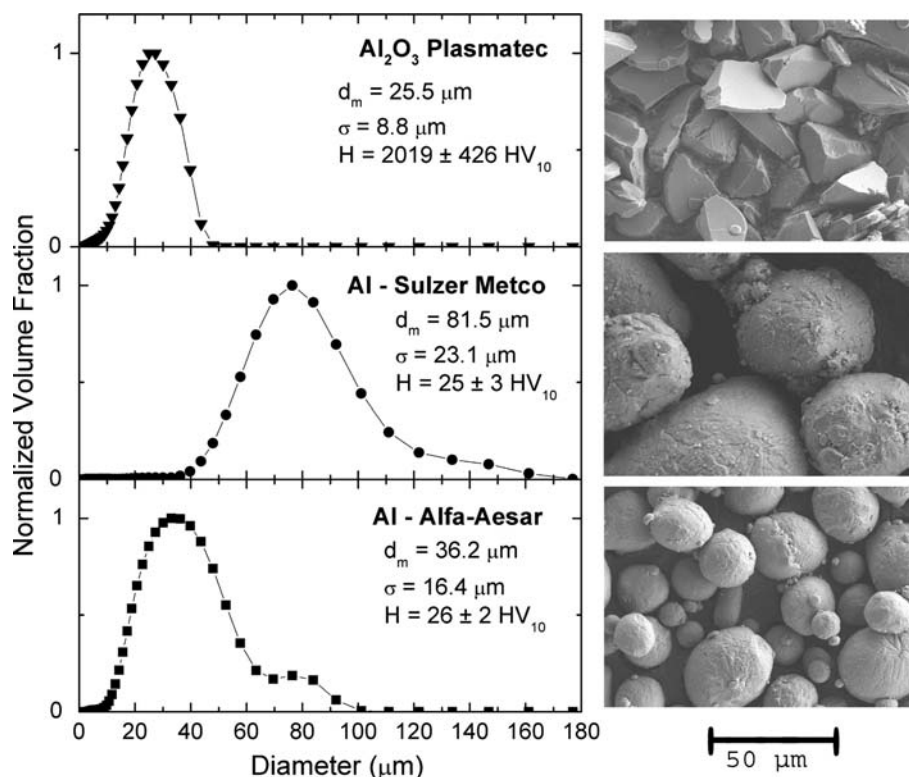 Normalized Volume Fraction
1
0
Al₂O₃ Plasmatec
dₘ = 25.5 μm
σ = 8.8 μm
H = 2019 ± 426 HV₁₀
1
0
Al - Sulzer Metco
dₘ = 81.5 μm
σ = 23.1 μm
H = 25 ± 3 HV₁₀
1
0
Al - Alfa-Aesar
dₘ = 36.2 μm
σ = 16.4 μm
H = 26 ± 2 HV₁₀
0 20 40 60 80 100 120 140 160 180
Diameter (μm)
50 μm